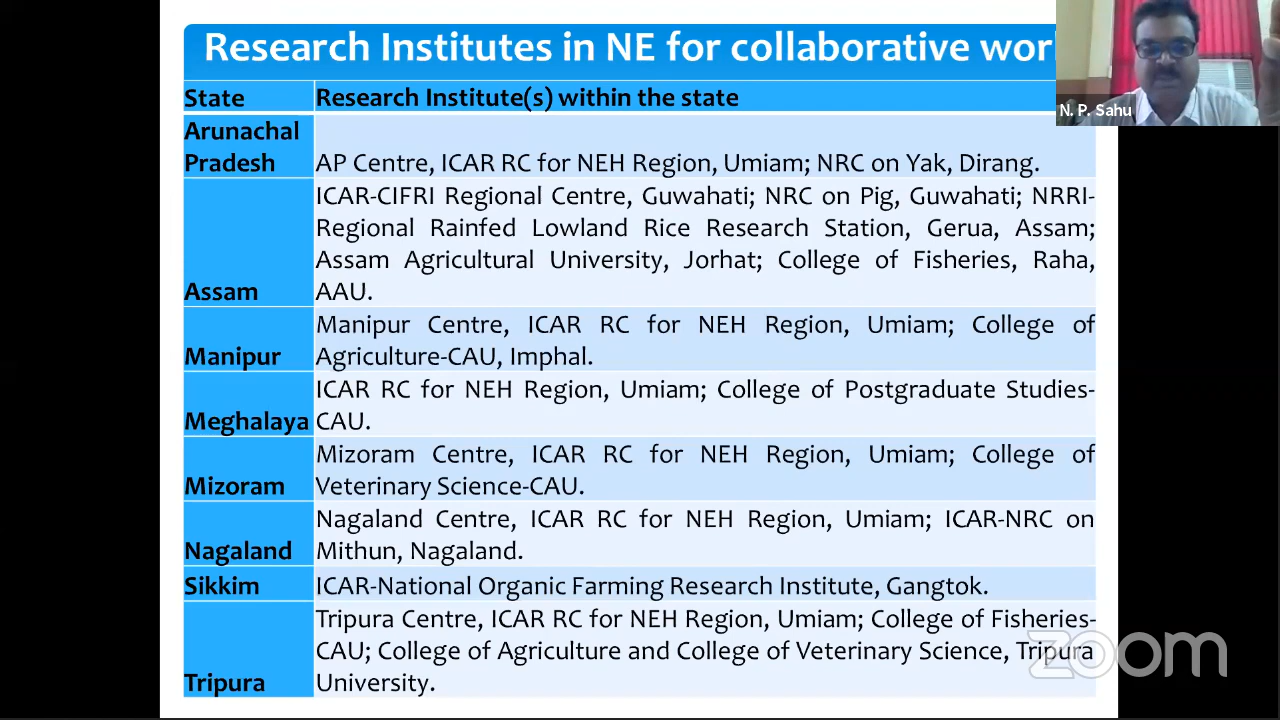 Research Institutes in NE for collaborative wor
N. P. Sahu
State
Research Institute(s) within the state
Arunachal
Pradesh
AP Centre, ICAR RC for NEH Region, Umiam; NRC on Yak, Dirang.
Assam
ICAR-CIFRI Regional Centre, Guwahati; NRC on Pig, Guwahati; NRRI-
Regional Rainfed Lowland Rice Research Station, Gerua, Assam;
Assam Agricultural University, Jorhat; College of Fisheries, Raha,
AAU.
Manipur
Manipur Centre, ICAR RC for NEH Region, Umiam; College of
Agriculture-CAU, Imphal.
Meghalaya
ICAR RC for NEH Region, Umiam; College of Postgraduate Studies-
CAU.
Mizoram
Mizoram Centre, ICAR RC for NEH Region, Umiam; College of
Veterinary Science-CAU.
Nagaland
Nagaland Centre, ICAR RC for NEH Region, Umiam; ICAR-NRC on
Mithun, Nagaland.
Sikkim
ICAR-National Organic Farming Research Institute, Gangtok.
Tripura
Tripura Centre, ICAR RC for NEH Region, Umiam; College of Fisheries-
CAU; College of Agriculture and College of Veterinary Science, Tripura
University.
zoom